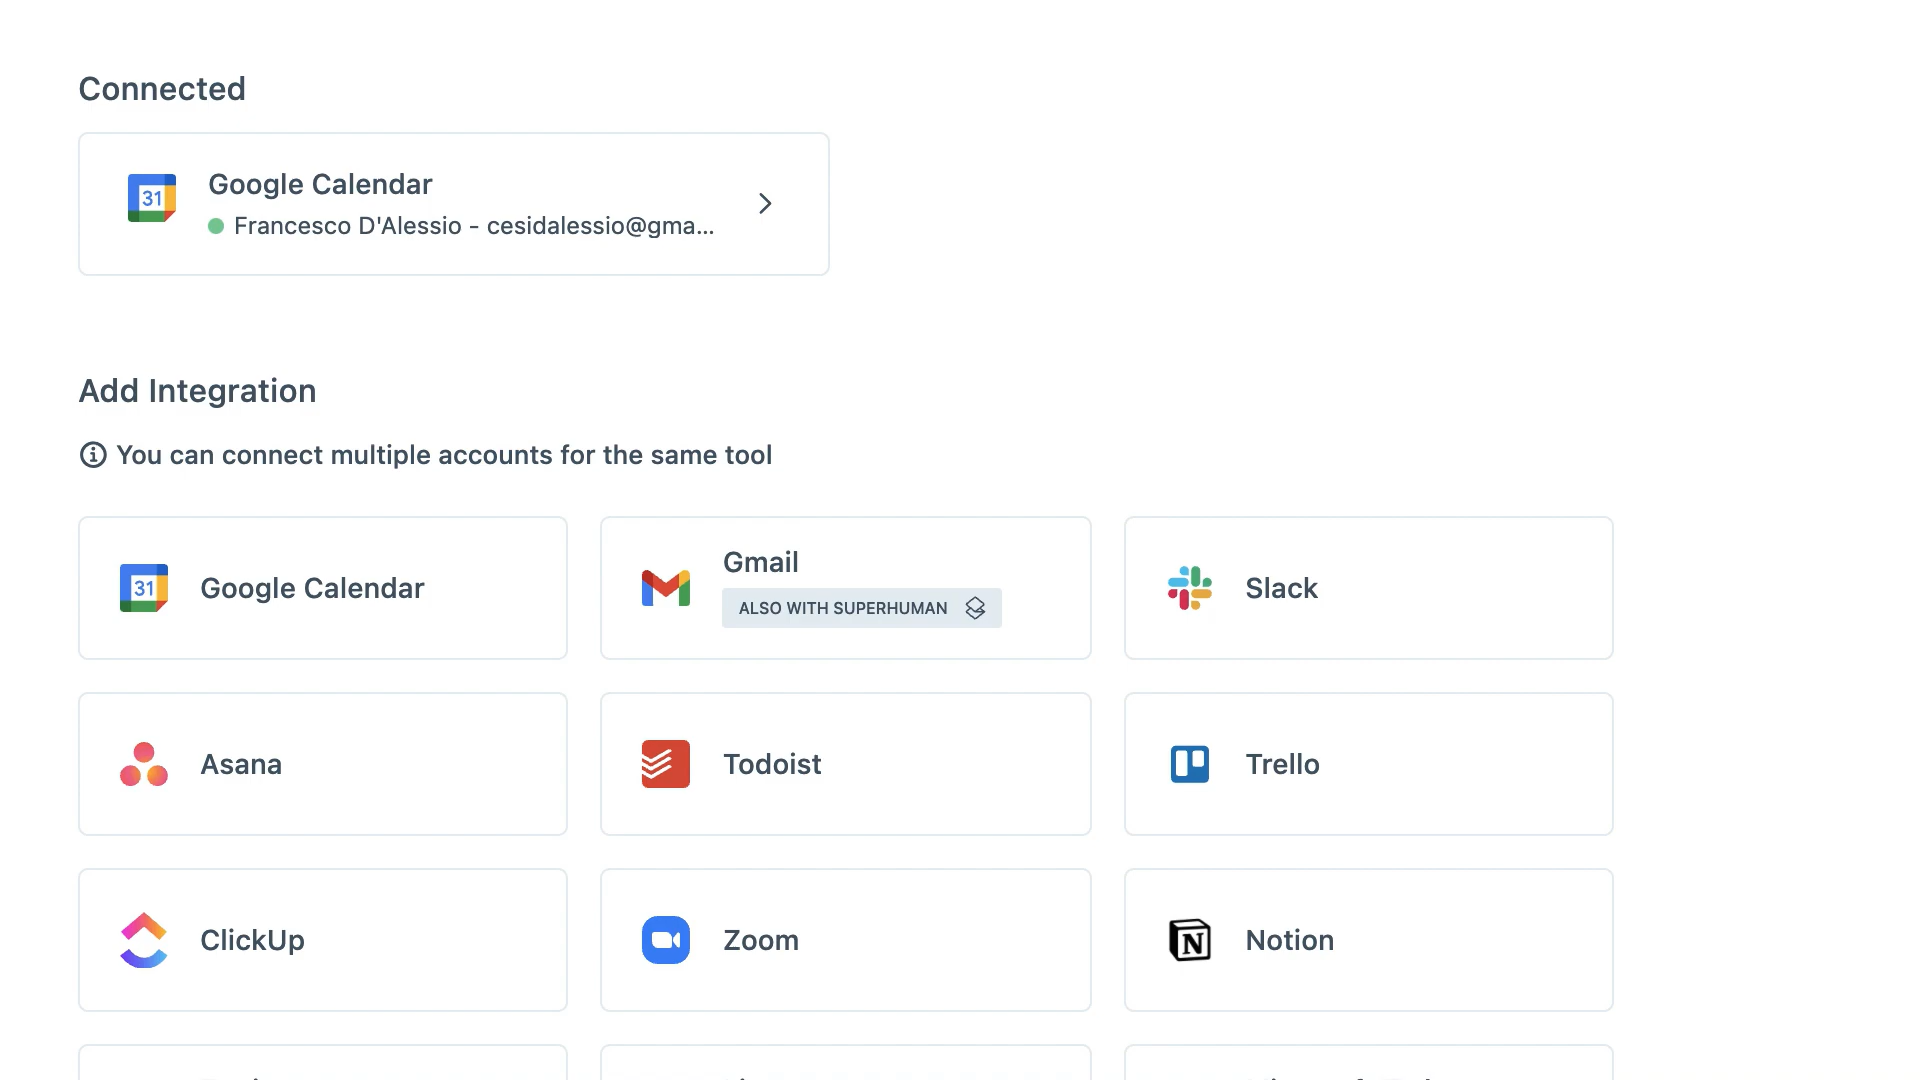 Connected
31
Google Calendar
Francesco D'Alessio - cesidalessio@gma...
Add Integration
You can connect multiple accounts for the same tool
31
Google Calendar
Gmail
ALSO WITH SUPERHUMAN
Slack
Asana
Todoist
Trello
ClickUp
Zoom
N
Notion